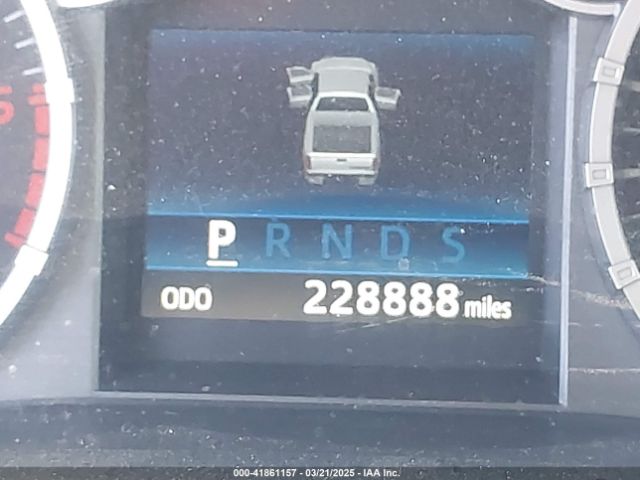 P R N D S
ODO 228888 miles
000-41861157 - 03/21/2025 - IAA Inc.